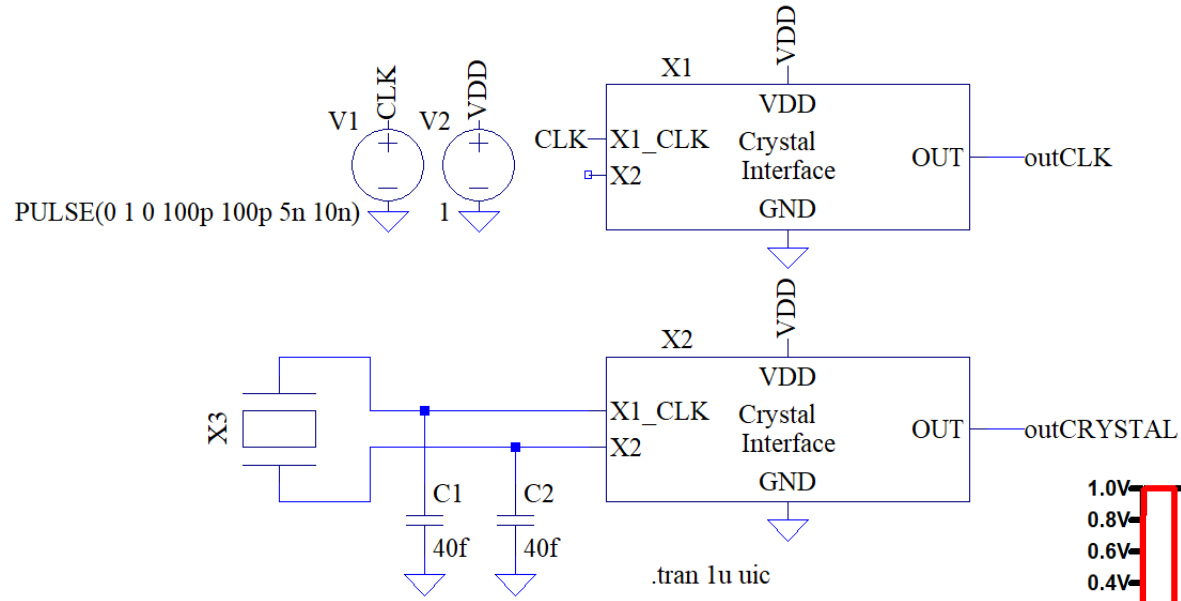 VDD
X1
CLK
VDD
VDD
V1
V2
CLK
X1_CLK
Crystal
Interface
OUT
outCLK
X2
PULSE(0 1 0 100p 100p 5n 10n)
1
GND
VDD
X2
VDD
X3
X1_CLK
Crystal
Interface
OUT
outCRYSTAL
X2
GND
C1
C2
40f
40f
.tran 1u uic
1.0V
0.8V
0.6V
0.4V